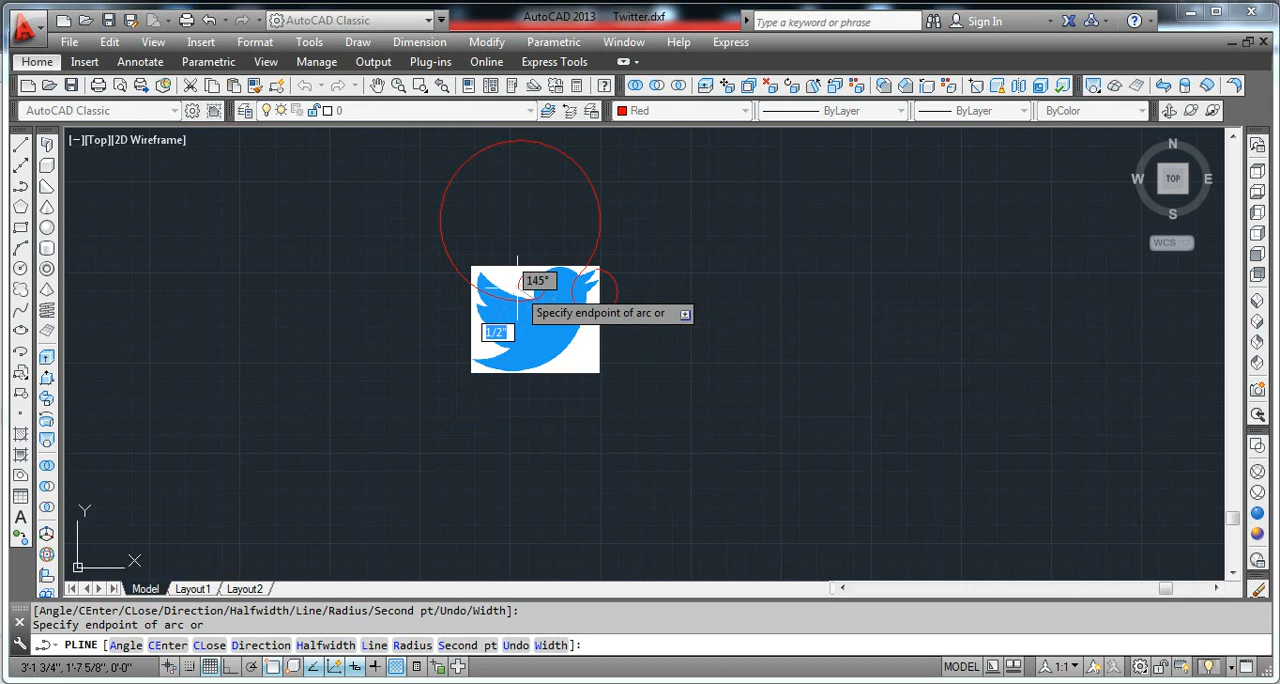 AutoCAD Classic
AutoCAD 2013 Twitter.dxf
Type a keyword or phrase
Sign In
File Edit View Insert Format Tools Draw Dimension Modify Parametric Window Help Express
Home Insert Annotate Parametric View Manage Output Plug-ins Online Express Tools
AutoCAD Classic
0
Red
ByLayer
ByLayer
ByColor
[−][Top][2D Wireframe]
N
W TOP E
S
WCS
145°
Specify endpoint of arc or
1/2"
Y
X
Model Layout1 Layout2
[Angle/CEnter/CLose/Direction/Halfwidth/Line/Radius/Second pt/Undo/Width]:
Specify endpoint of arc or
PLINE [Angle CEnter CLose Direction Halfwidth Line Radius Second pt Undo Width]:
3'-1 3/4", 1'-7 5/8", 0'-0"
MODEL
1:1